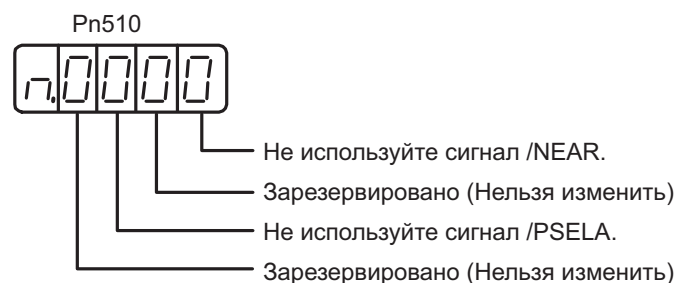 Pn510
n.0000
Не используйте сигнал /NEAR.
Зарезервировано (Нельзя изменить)
Не используйте сигнал /PSELA.
Зарезервировано (Нельзя изменить)